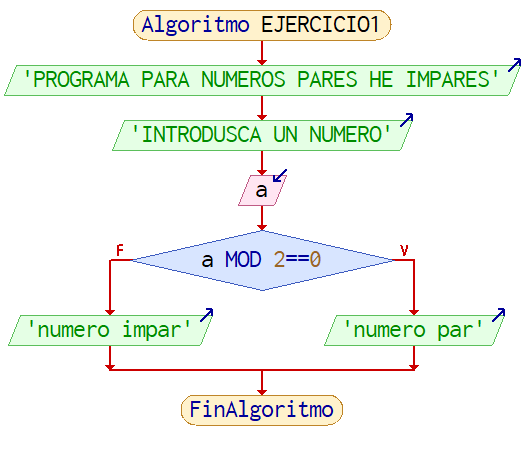 Algoritmo EJERCICIO1
'PROGRAMA PARA NUMEROS PARES HE IMPARES'
'INTRODUSCA UN NUMERO'
a
F
a MOD 2==0
V
'numero impar'
'numero par'
FinAlgoritmo